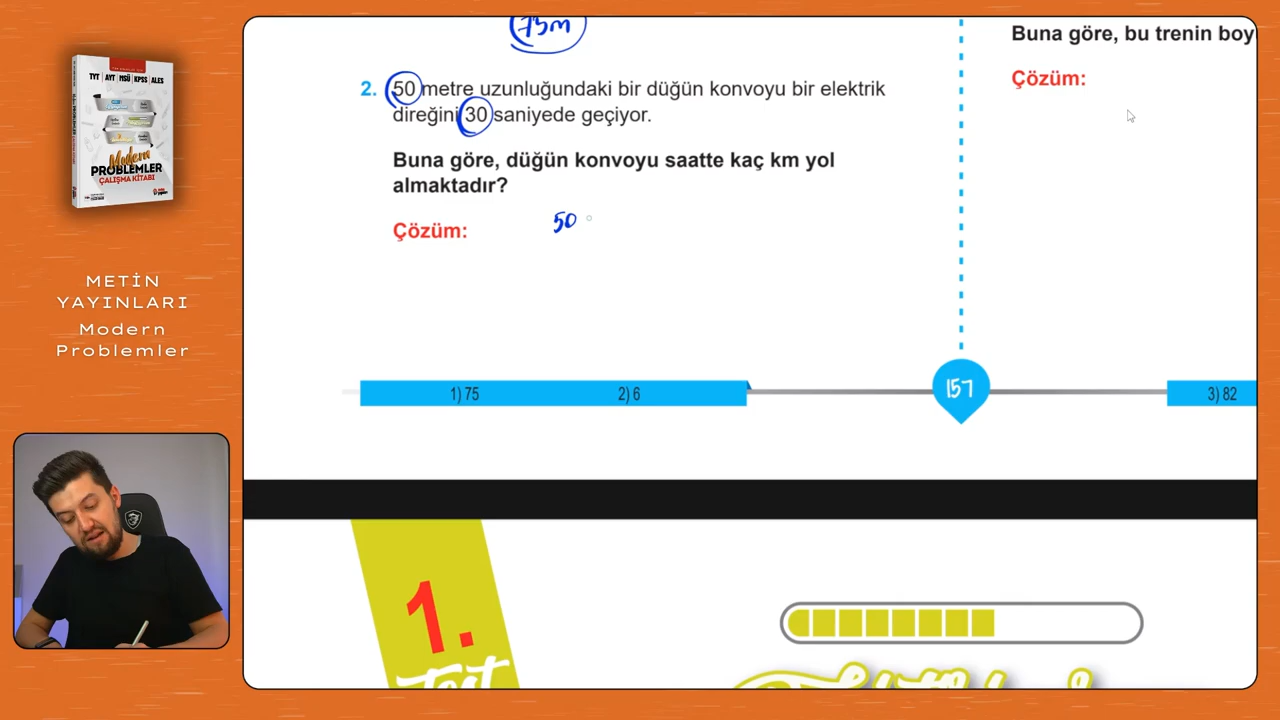 75m
Buna göre, bu trenin boy
Çözüm:
2. 50 metre uzunluğundaki bir düğün konvoyu bir elektrik
direğini 30 saniyede geçiyor.
Buna göre, düğün konvoyu saatte kaç km yol
almaktadır?
Çözüm:
50
1) 75
2) 6
157
3) 82
1.
Test
TYT | AYT | MSÜ | KPSS | ALES
Modern
PROBLEMLER
ÇALIŞMA KİTABI
METİN
YAYINLARI
Modern
Problemler